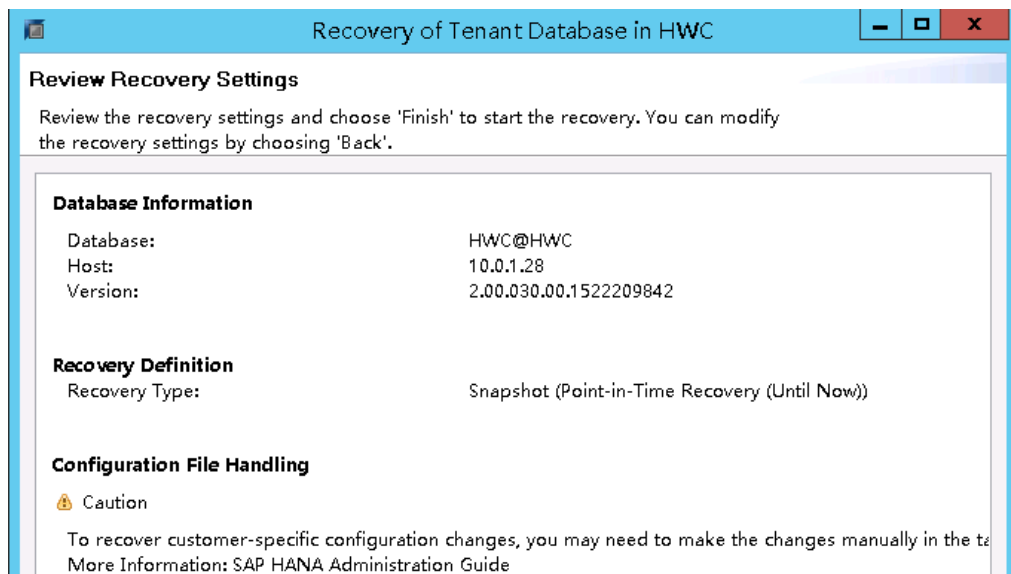 Recovery of Tenant Database in HWC
Review Recovery Settings
Review the recovery settings and choose 'Finish' to start the recovery. You can modify
the recovery settings by choosing 'Back'.
Database Information
Database: HWC@HWC
Host: 10.0.1.28
Version: 2.00.030.00.1522209842
Recovery Definition
Recovery Type: Snapshot (Point-in-Time Recovery (Until Now))
Configuration File Handling
Caution
To recover customer-specific configuration changes, you may need to make the changes manually in the
More Information: SAP HANA Administration Guide